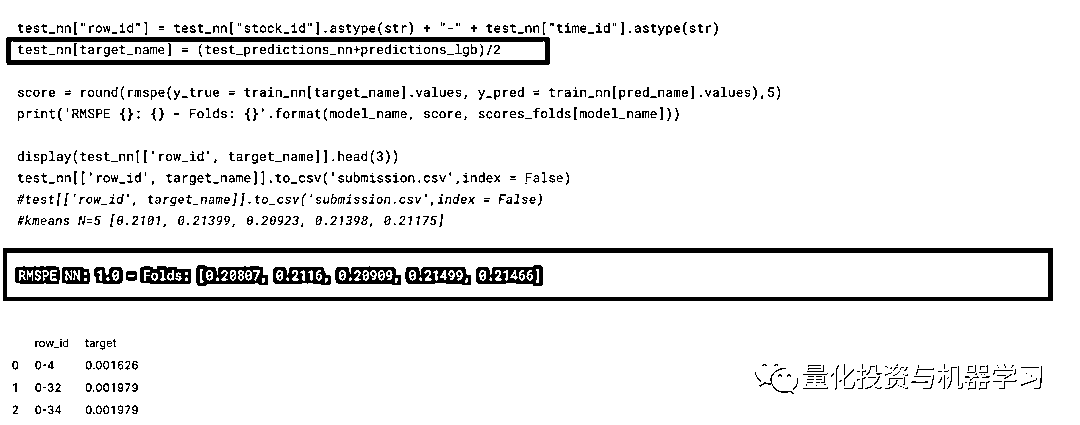 test_nn["row_id"] = test_nn["stock_id"].astype(str) + "-" + test_nn["time_id"].astype(str)
test_nn[target_name] = (test_predictions_nn+predictions_lgb)/2
score = round(rmspe(y_true = train_nn[target_name].values, y_pred = train_nn[pred_name].values),5)
print('RMSPE {}: {} - Folds: {}'.format(model_name, score, scores_folds[model_name]))
display(test_nn[['row_id', target_name]].head(3))
test_nn[['row_id', target_name]].to_csv('submission.csv',index = False)
#test[['row_id', target_name]].to_csv('submission.csv',index = False)
#kmeans N=5 [0.2101, 0.21399, 0.20923, 0.21398, 0.21175]
RMSPE NN: 1.0 - Folds: [0.20807, 0.2116, 0.20909, 0.21499, 0.21466]
row_id target
0 0-4 0.001626
1 0-32 0.001979
2 0-34 0.001979
量化投资与机器学习